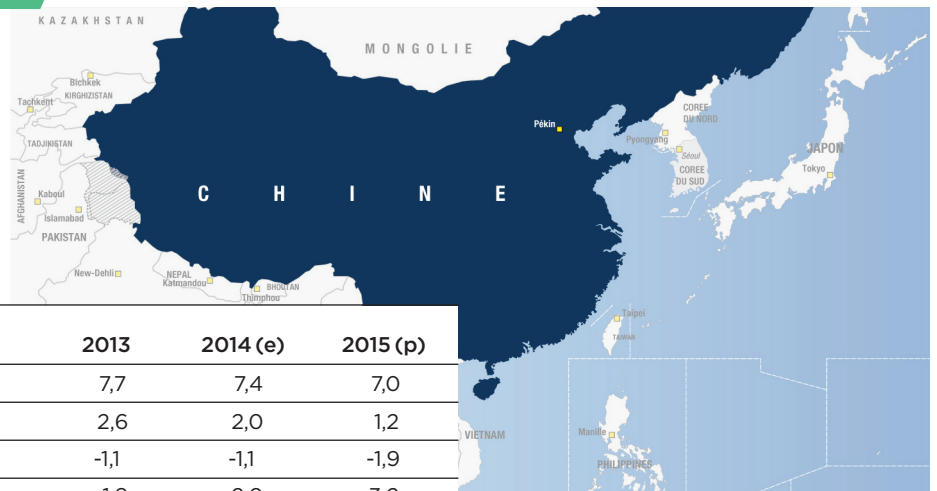 KAZAKHSTAN
MONGOLIE
Bichkek
KIRGHIZISTAN
Tachkent
COREE
DU NORD
Pékin
Pyongyang
TADJIKISTAN
JAPON
Séoul
COREE
DU SUD
Tokyo
AFGHANISTAN
Kaboul
CHINE
Islamabad
PAKISTAN
New-Dehli
NEPAL
Katmandou
BHOUTAN
Thimphou
Taipei
TAIWAN
2013 2014 (e) 2015 (p)
7,7 7,4 7,0
2,6 2,0 1,2
-1,1 -1,1 -1,9
VIETNAM
Manille
PHILIPPINES